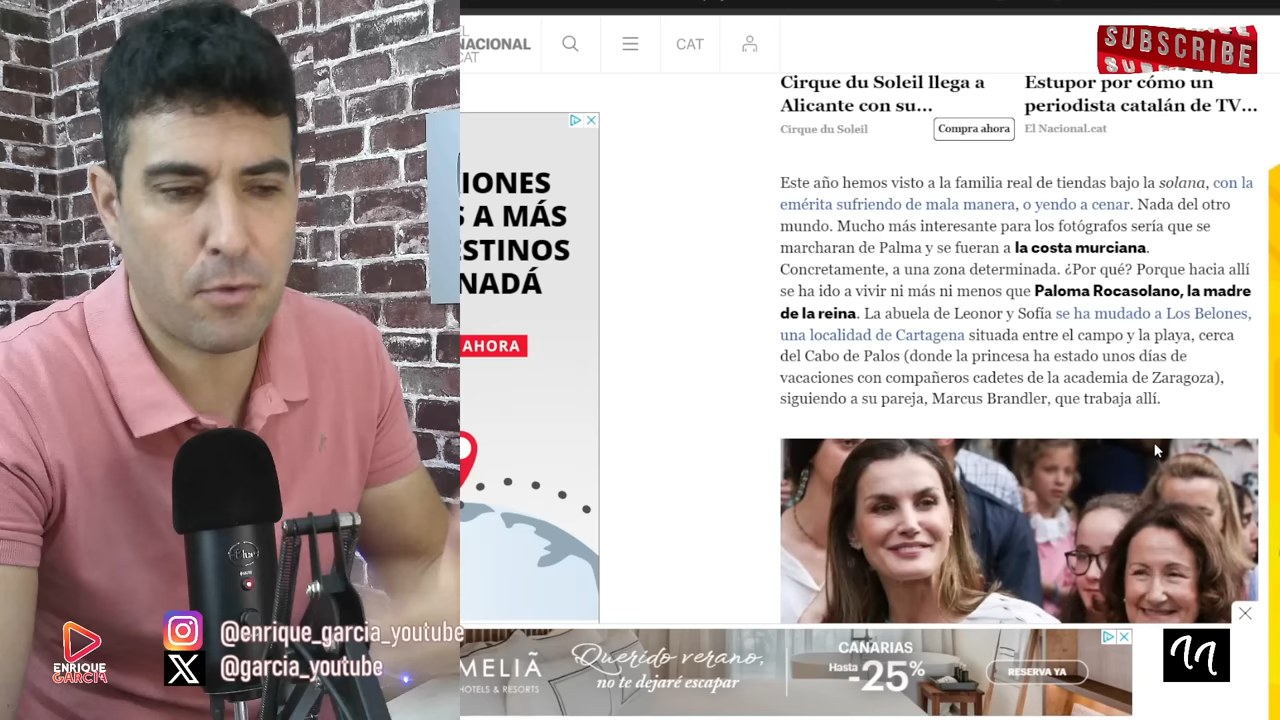 NACIONAL
CAT
CAT
SUBSCRIBE
Cirque du Soleil llega a
Alicante con su...
Cirque du Soleil
Compra ahora
Estupor por cómo un
periodista catalán de TV...
El Nacional.cat
IONES
S A MÁS
ESTINOS
NADÁ
AHORA
Este año hemos visto a la familia real de tiendas bajo la solana, con la
emérita sufriendo de mala manera, o yendo a cenar. Nada del otro
mundo. Mucho más interesante para los fotógrafos sería que se
marcharan de Palma y se fueran a la costa murciana.
Concretamente, a una zona determinada. ¿Por qué? Porque hacia allí
se ha ido a vivir ni más ni menos que Paloma Rocasolano, la madre
de la reina. La abuela de Leonor y Sofía se ha mudado a Los Belones,
una localidad de Cartagena situada entre el campo y la playa, cerca
del Cabo de Palos (donde la princesa ha estado unos días de
vacaciones con compañeros cadetes de la academia de Zaragoza),
siguiendo a su pareja, Marcus Brandler, que trabaja allí.
Blue
MUTE
ENRIQUE
GARCIA
@enrique_garcia_youtube
@garcia_youtube
MELIÃ
HOTELS & RESORTS
Querido verano,
no te dejaré escapar
CANARIAS
Hasta
-25%
RESERVA YA